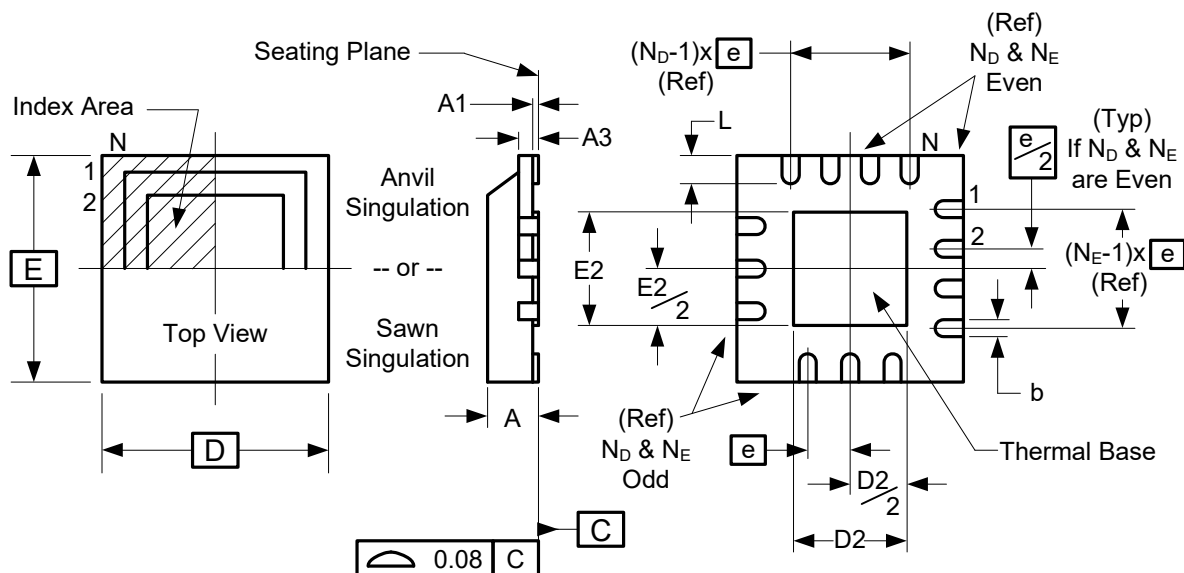 Seating Plane
(Ref)
N_D & N_E
Even
(N_D-1)x e
(Ref)
Index Area
A1
A3
L
N
1
2
E
Top View
D
Anvil
Singulation
-- or --
Sawn
Singulation
A
0.08 C
C
N
1
2
e/2
(Typ)
If N_D & N_E
are Even
(N_E-1)x e
(Ref)
E2
E2/2
b
(Ref)
N_D & N_E
Odd
e
Thermal Base
D2/2
D2